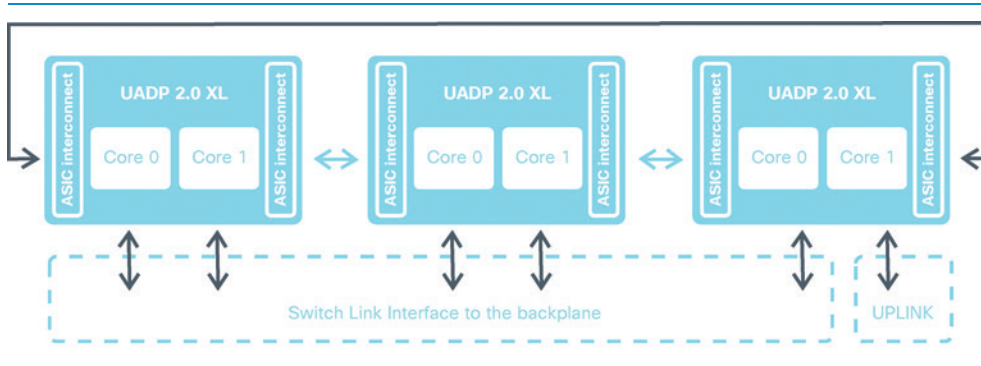 UADP 2.0 XL
ASIC interconnect
Core 0
Core 1
ASIC interconnect
UADP 2.0 XL
ASIC interconnect
Core 0
Core 1
ASIC interconnect
UADP 2.0 XL
ASIC interconnect
Core 0
Core 1
ASIC interconnect
Switch Link Interface to the backplane
UPLINK